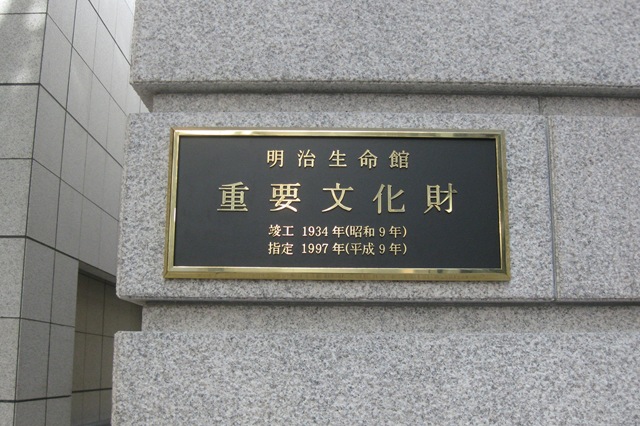 明治生命館
重要文化財
竣工 1934年(昭和9年)
指定 1997年(平成9年)